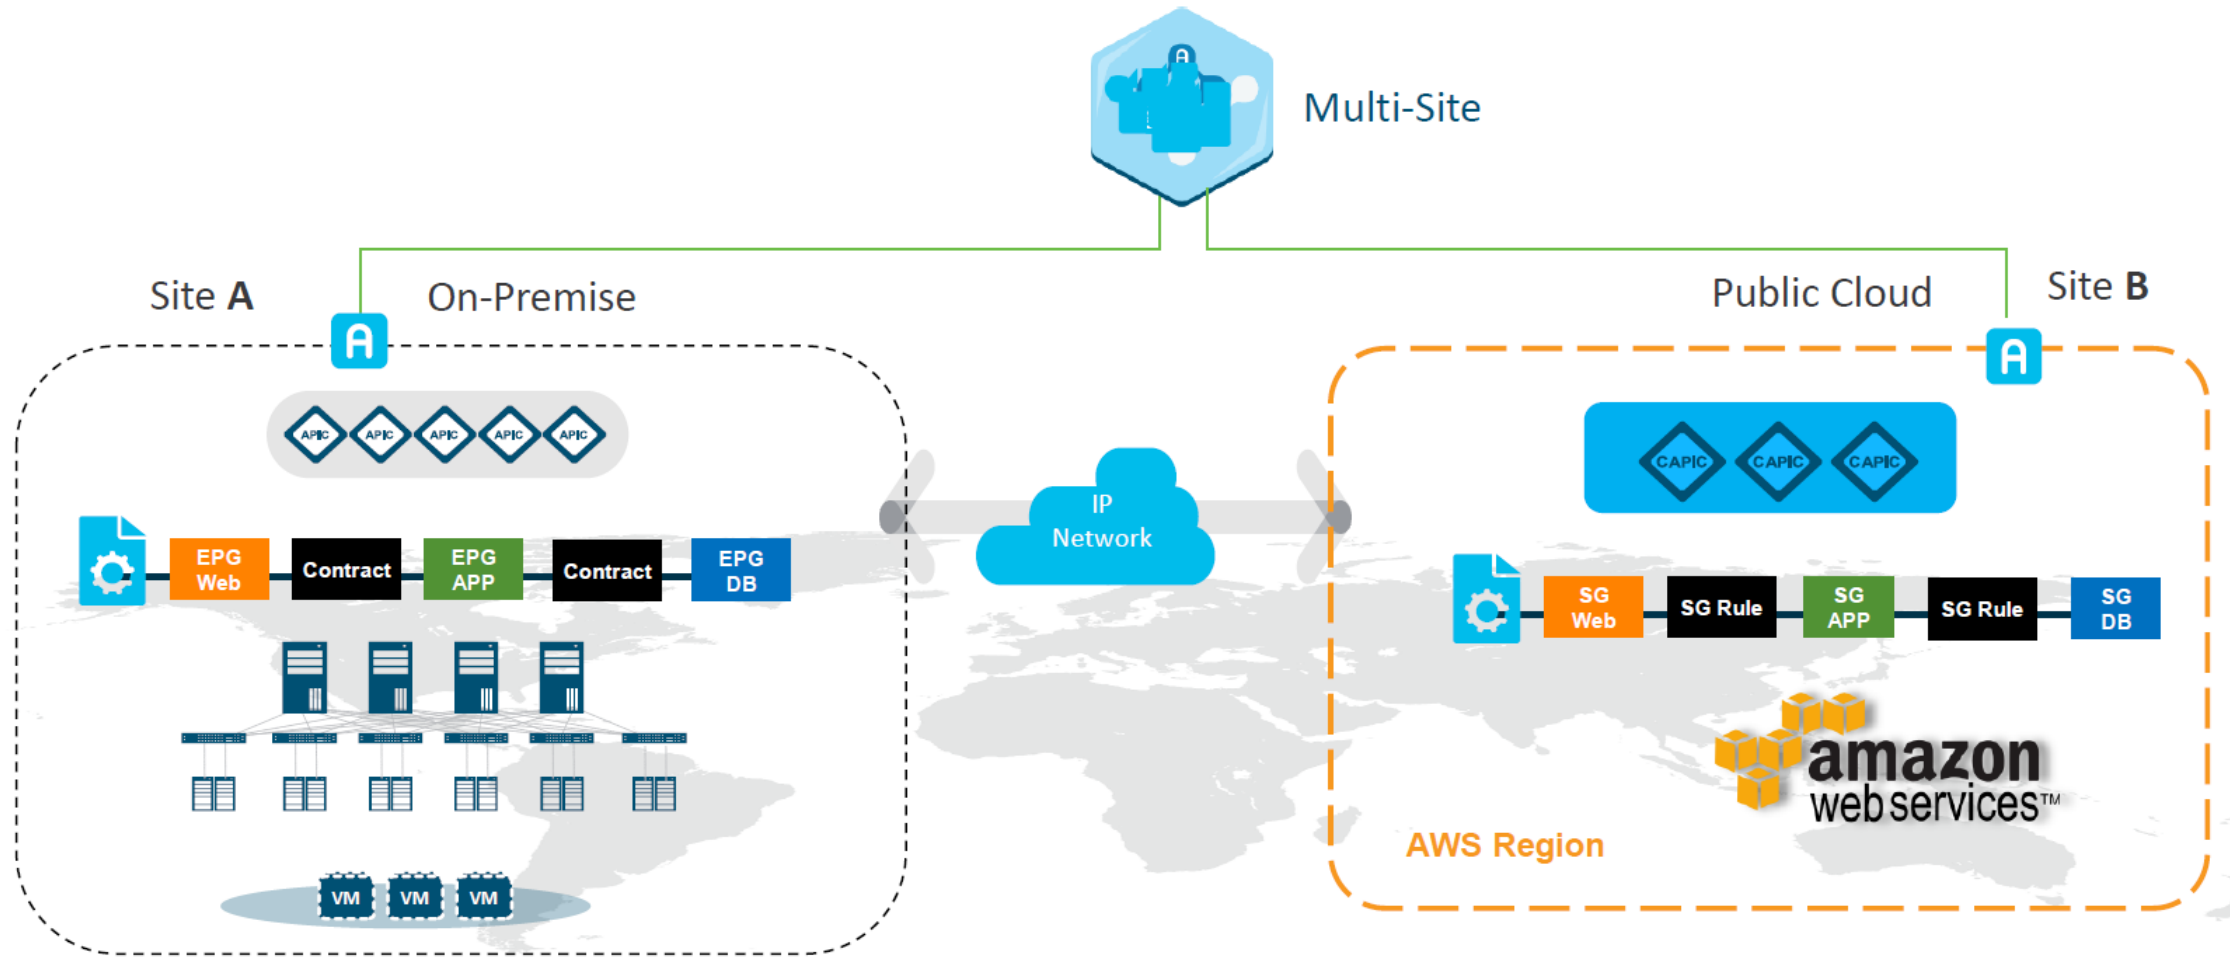 Multi-Site
Site A
On-Premise
Public Cloud
Site B
A
A
A
APIC
APIC
APIC
APIC
APIC
CAPIC
CAPIC
CAPIC
IP
Network
EPG
Web
Contract
EPG
APP
Contract
EPG
DB
SG
Web
SG Rule
SG
APP
SG Rule
SG
DB
amazon
web services™
AWS Region
VM
VM
VM